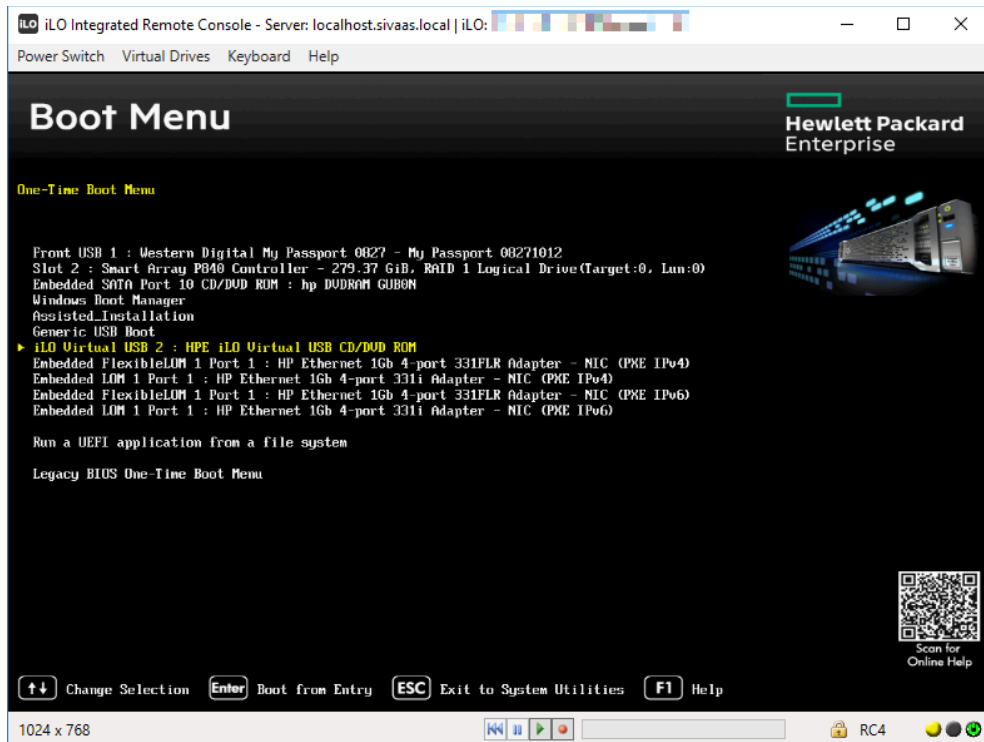 iLO iLO Integrated Remote Console - Server: localhost.sivaas.local | iLO:
Power Switch Virtual Drives Keyboard Help
Boot Menu
Hewlett Packard
Enterprise
One-Time Boot Menu
Front USB 1 : Western Digital My Passport 0827 - My Passport 08271012
Slot 2 : Smart Array P840 Controller - 279.37 GiB, RAID 1 Logical Drive(Target:0, Lun:0)
Embedded SATA Port 10 CD/DVD ROM : hp DVDRAM GUB0N
Windows Boot Manager
Assisted_Installation
Generic USB Boot
iLO Virtual USB 2 : HPE iLO Virtual USB CD/DVD ROM
Embedded FlexibleLOM 1 Port 1 : HP Ethernet 1Gb 4-port 331FLR Adapter - NIC (PXE IPv4)
Embedded LOM 1 Port 1 : HP Ethernet 1Gb 4-port 331i Adapter - NIC (PXE IPv4)
Embedded FlexibleLOM 1 Port 1 : HP Ethernet 1Gb 4-port 331FLR Adapter - NIC (PXE IPv6)
Embedded LOM 1 Port 1 : HP Ethernet 1Gb 4-port 331i Adapter - NIC (PXE IPv6)
Run a UEFI application from a file system
Legacy BIOS One-Time Boot Menu
Scan for
Online Help
↑↓ Change Selection Enter Boot from Entry ESC Exit to System Utilities F1 Help
1024 x 768 RC4